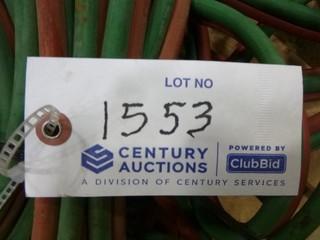 LOT NO
1553
CENTURY AUCTIONS
POWERED BY
ClubBid
A DIVISION OF CENTURY SERVICES